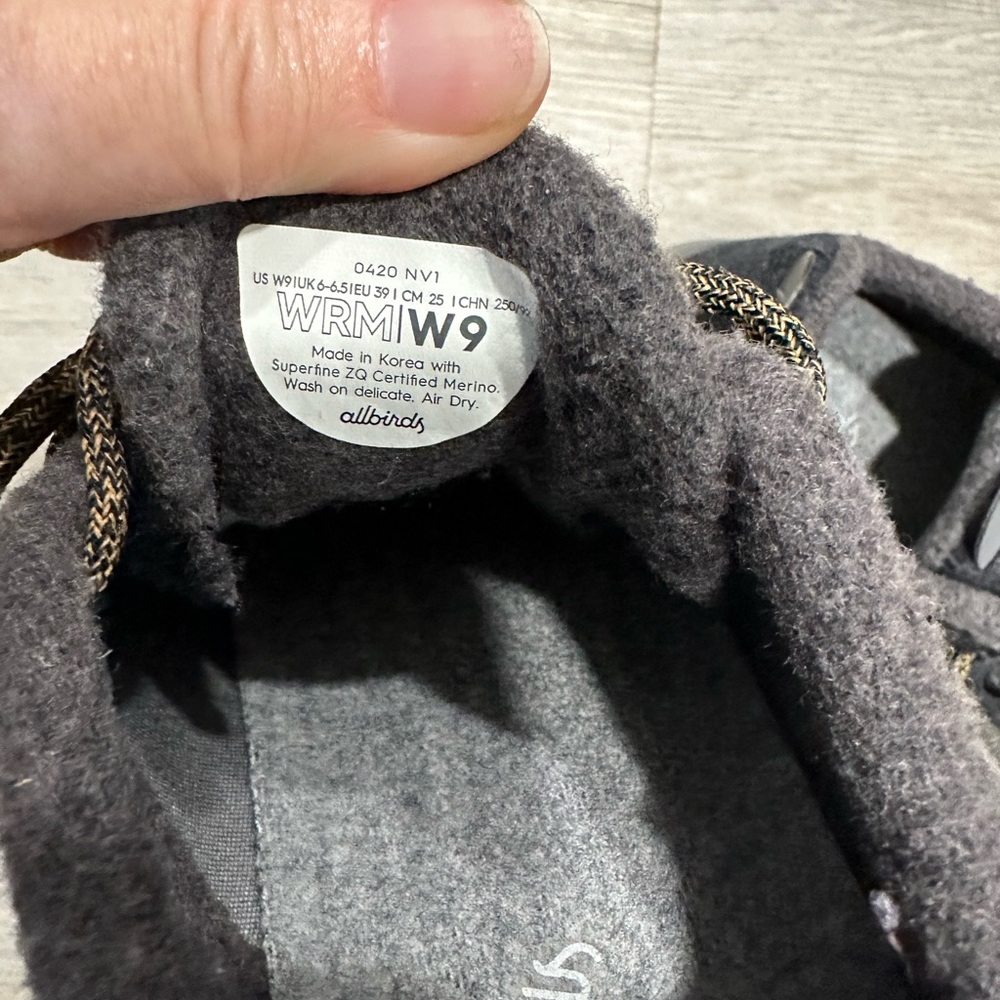 0420 NV1
US W9 | UK 6-6.5 | EU 39 | CM 25 | CHN 250/
WRM|W9
Made in Korea with
Superfine ZQ Certified Merino.
Wash on delicate. Air Dry.
allbirds